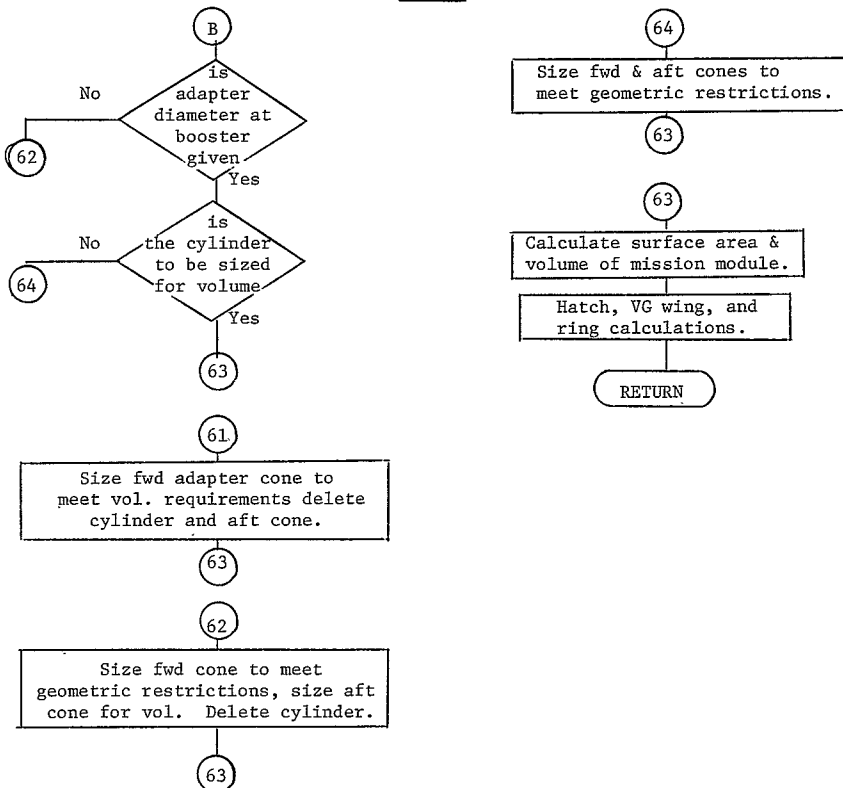 B
is
adapter
diameter at
booster
given
No
62
Yes
is
the cylinder
to be sized
for volume
No
64
Yes
63
61
Size fwd adapter cone to
meet vol. requirements delete
cylinder and aft cone.
63
62
Size fwd cone to meet
geometric restrictions, size aft
cone for vol. Delete cylinder.
63
64
Size fwd & aft cones to
meet geometric restrictions.
63
63
Calculate surface area &
volume of mission module.
Hatch, VG wing, and
ring calculations.
RETURN